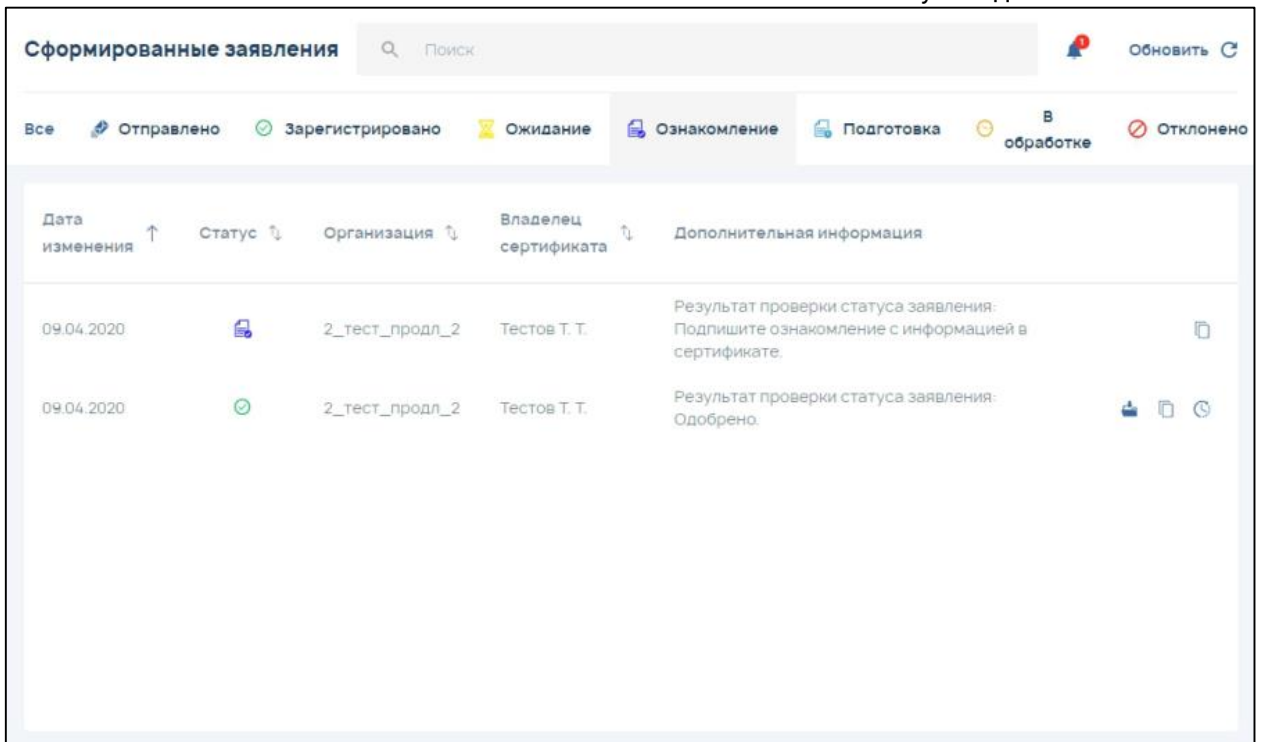 Сформированные заявления Поиск 1 Обновить
Все Отправлено Зарегистрировано Ожидание Ознакомление Подготовка В обработке Отклонено
Дата изменения Статус Организация Владелец сертификата Дополнительная информация
09.04.2020 2_тест_продл_2 Тестов Т. Т. Результат проверки статуса заявления:
Подпишите ознакомление с информацией в
сертификате.
09.04.2020 2_тест_продл_2 Тестов Т. Т. Результат проверки статуса заявления:
Одобрено.